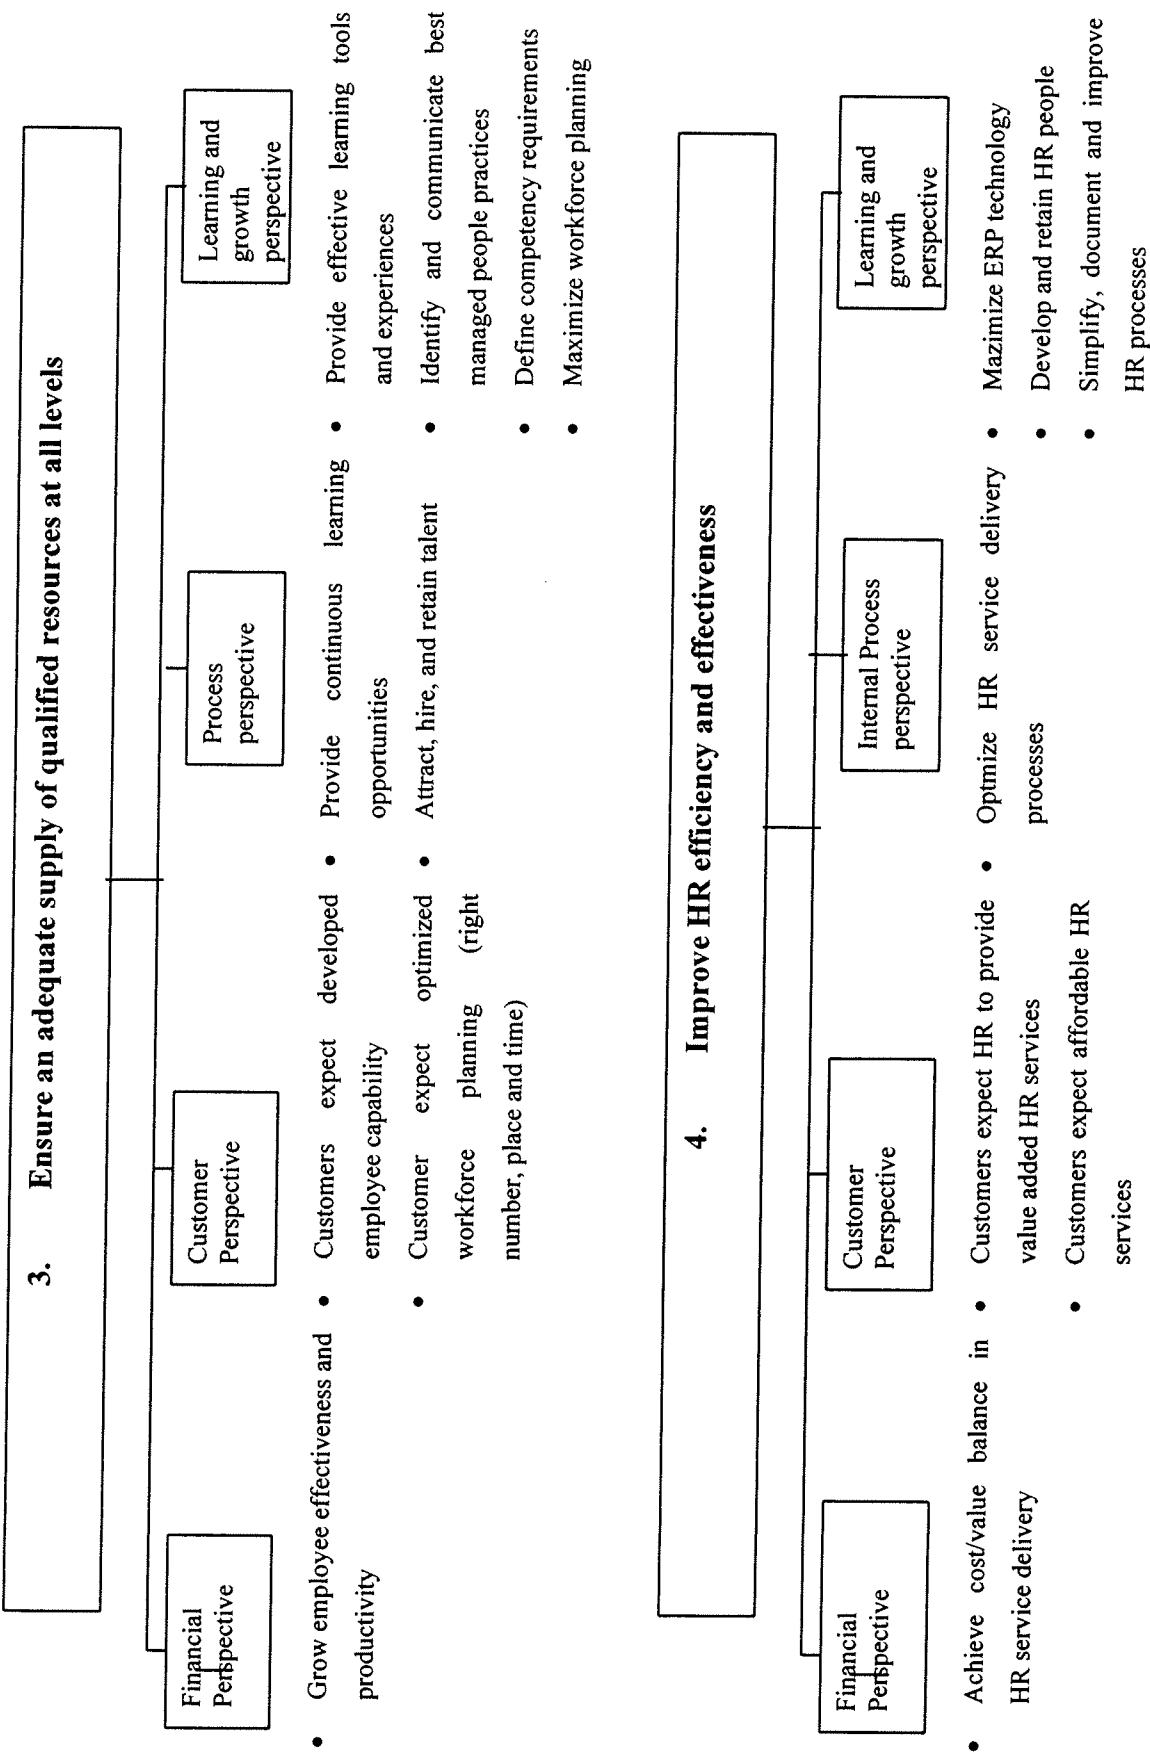 3. Ensure an adequate supply of qualified resources at all levels
Financial
Perspective
Customer
Perspective
Process
perspective
Learning and
growth
perspective
• Grow employee effectiveness and
productivity
• Customers expect developed
employee capability
• Customer expect optimized
workforce planning (right
number, place and time)
• Provide continuous learning
opportunities
• Attract, hire, and retain talent
• Provide effective learning tools
and experiences
• Identify and communicate best
managed people practices
• Define competency requirements
• Maximize workforce planning
4. Improve HR efficiency and effectiveness
Financial
Perspective
Customer
Perspective
Internal Process
perspective
Learning and
growth
perspective
• Achieve cost/value balance in
HR service delivery
• Customers expect HR to provide
value added HR services
• Customers expect affordable HR
services
• Optmize HR service delivery
processes
• Mazimize ERP technology
• Develop and retain HR people
• Simplify, document and improve
HR processes